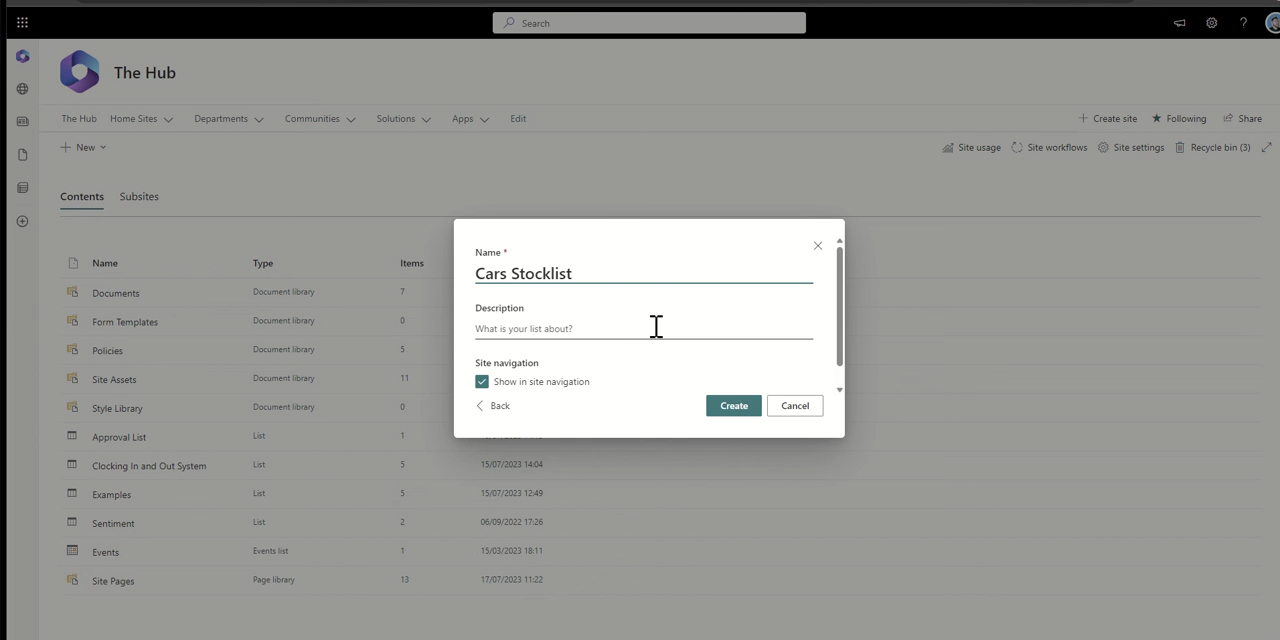 Search
The Hub
The Hub Home Sites Departments Communities Solutions Apps Edit Create site Following Share
New Site usage Site workflows Site settings Recycle bin (3)
Contents Subsites
Name Type Items
Documents Document library 7
Form Templates Document library 0
Policies Document library 5
Site Assets Document library 11
Style Library Document library 0
Approval List List 1
Clocking In and Out System List 5 15/07/2023 14:04
Examples List 5 15/07/2023 12:49
Sentiment List 2 06/09/2022 17:26
Events Events list 1 15/03/2023 18:11
Site Pages Page library 13 17/07/2023 11:22
Name *
Cars Stocklist
Description
What is your list about?
Site navigation
Show in site navigation
Back Create Cancel